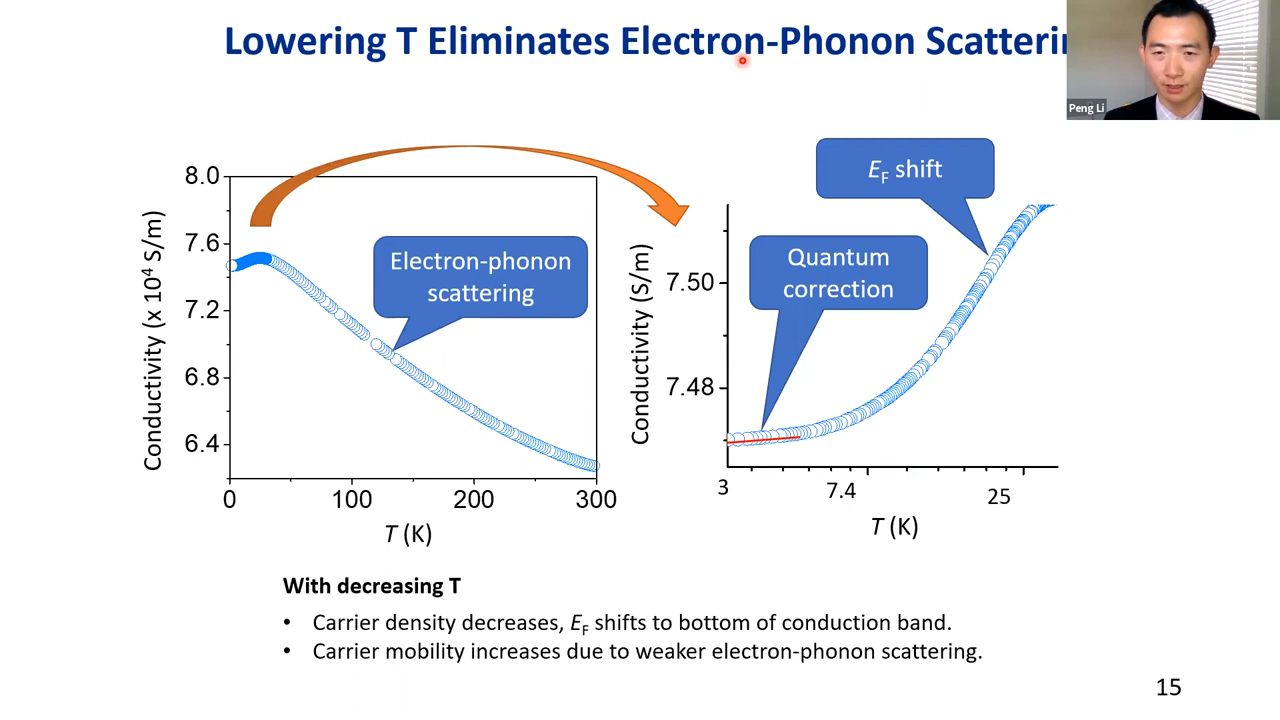 Lowering T Eliminates Electron-Phonon Scatterin
Peng Li
8.0
7.6
7.2
6.8
6.4
0
100
200
300
Conductivity (x 10⁴ S/m)
T (K)
Electron-phonon
scattering
Conductivity (S/m)
7.50
7.48
3
7.4
25
T (K)
EF shift
Quantum
correction
With decreasing T
• Carrier density decreases, EF shifts to bottom of conduction band.
• Carrier mobility increases due to weaker electron-phonon scattering.
15